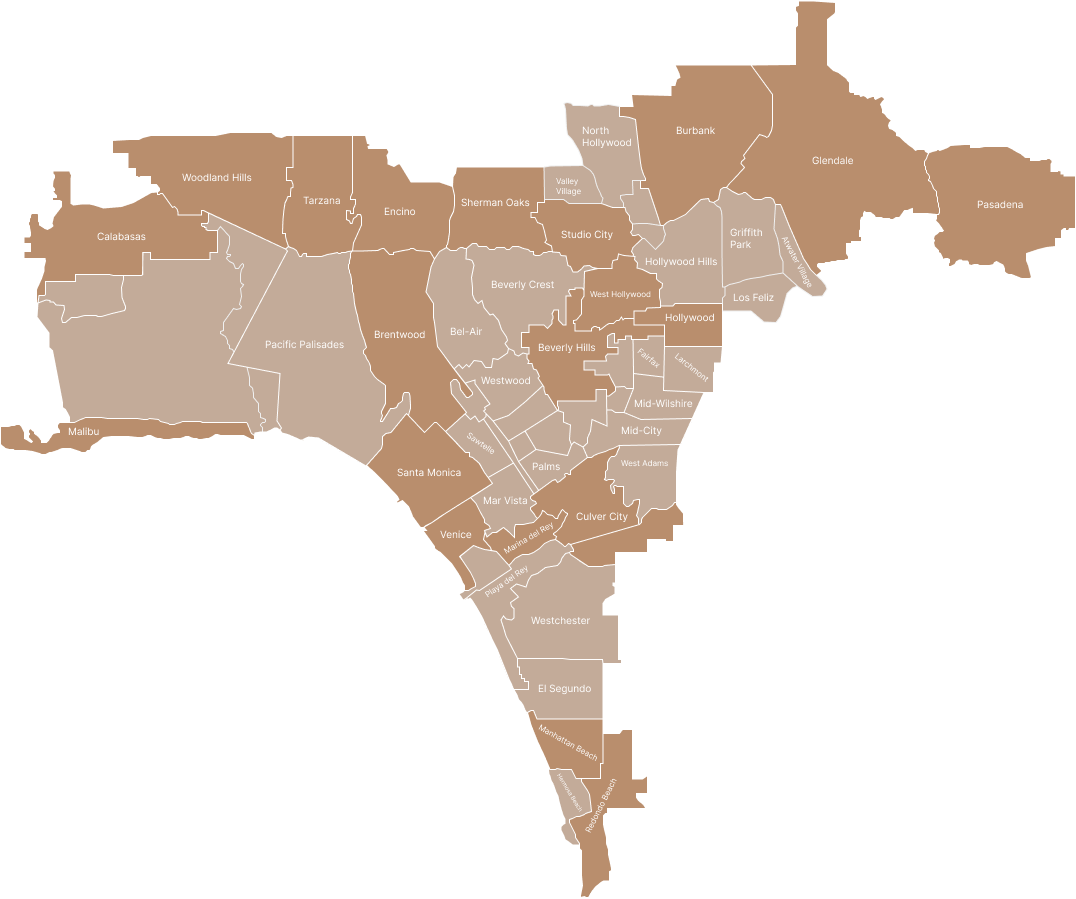 North
Hollywood
Burbank
Glendale
Woodland Hills
Valley
Village
Tarzana
Encino
Sherman Oaks
Pasadena
Calabasas
Studio City
Griffith
Park
Atwater Village
Hollywood Hills
Beverly Crest
West Hollywood
Los Feliz
Hollywood
Pacific Palisades
Brentwood
Bel-Air
Beverly Hills
Fairfax
Larchmont
Westwood
Mid-Wilshire
Malibu
Mid-City
Sawtelle
Santa Monica
Palms
West Adams
Mar Vista
Culver City
Venice
Marina del Rey
Playa del Rey
Westchester
El Segundo
Manhattan Beach
Hermosa Beach
Redondo Beach